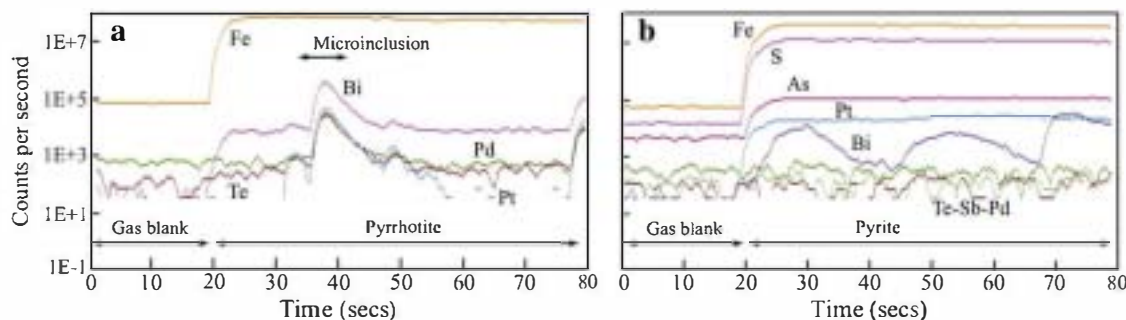 a
Fe
Microinclusion
Bi
Pd
Te
Pt
Gas blank
Pyrrhotite
1E+7
1E+5
1E+3
1E+1
1E-1
Counts per second
0 10 20 30 40 50 60 70 80
Time (secs)
b
Fe
S
As
Pt
Bi
Te-Sb-Pd
Gas blank
Pyrite
0 10 20 30 40 50 60 70 80
Time (secs)